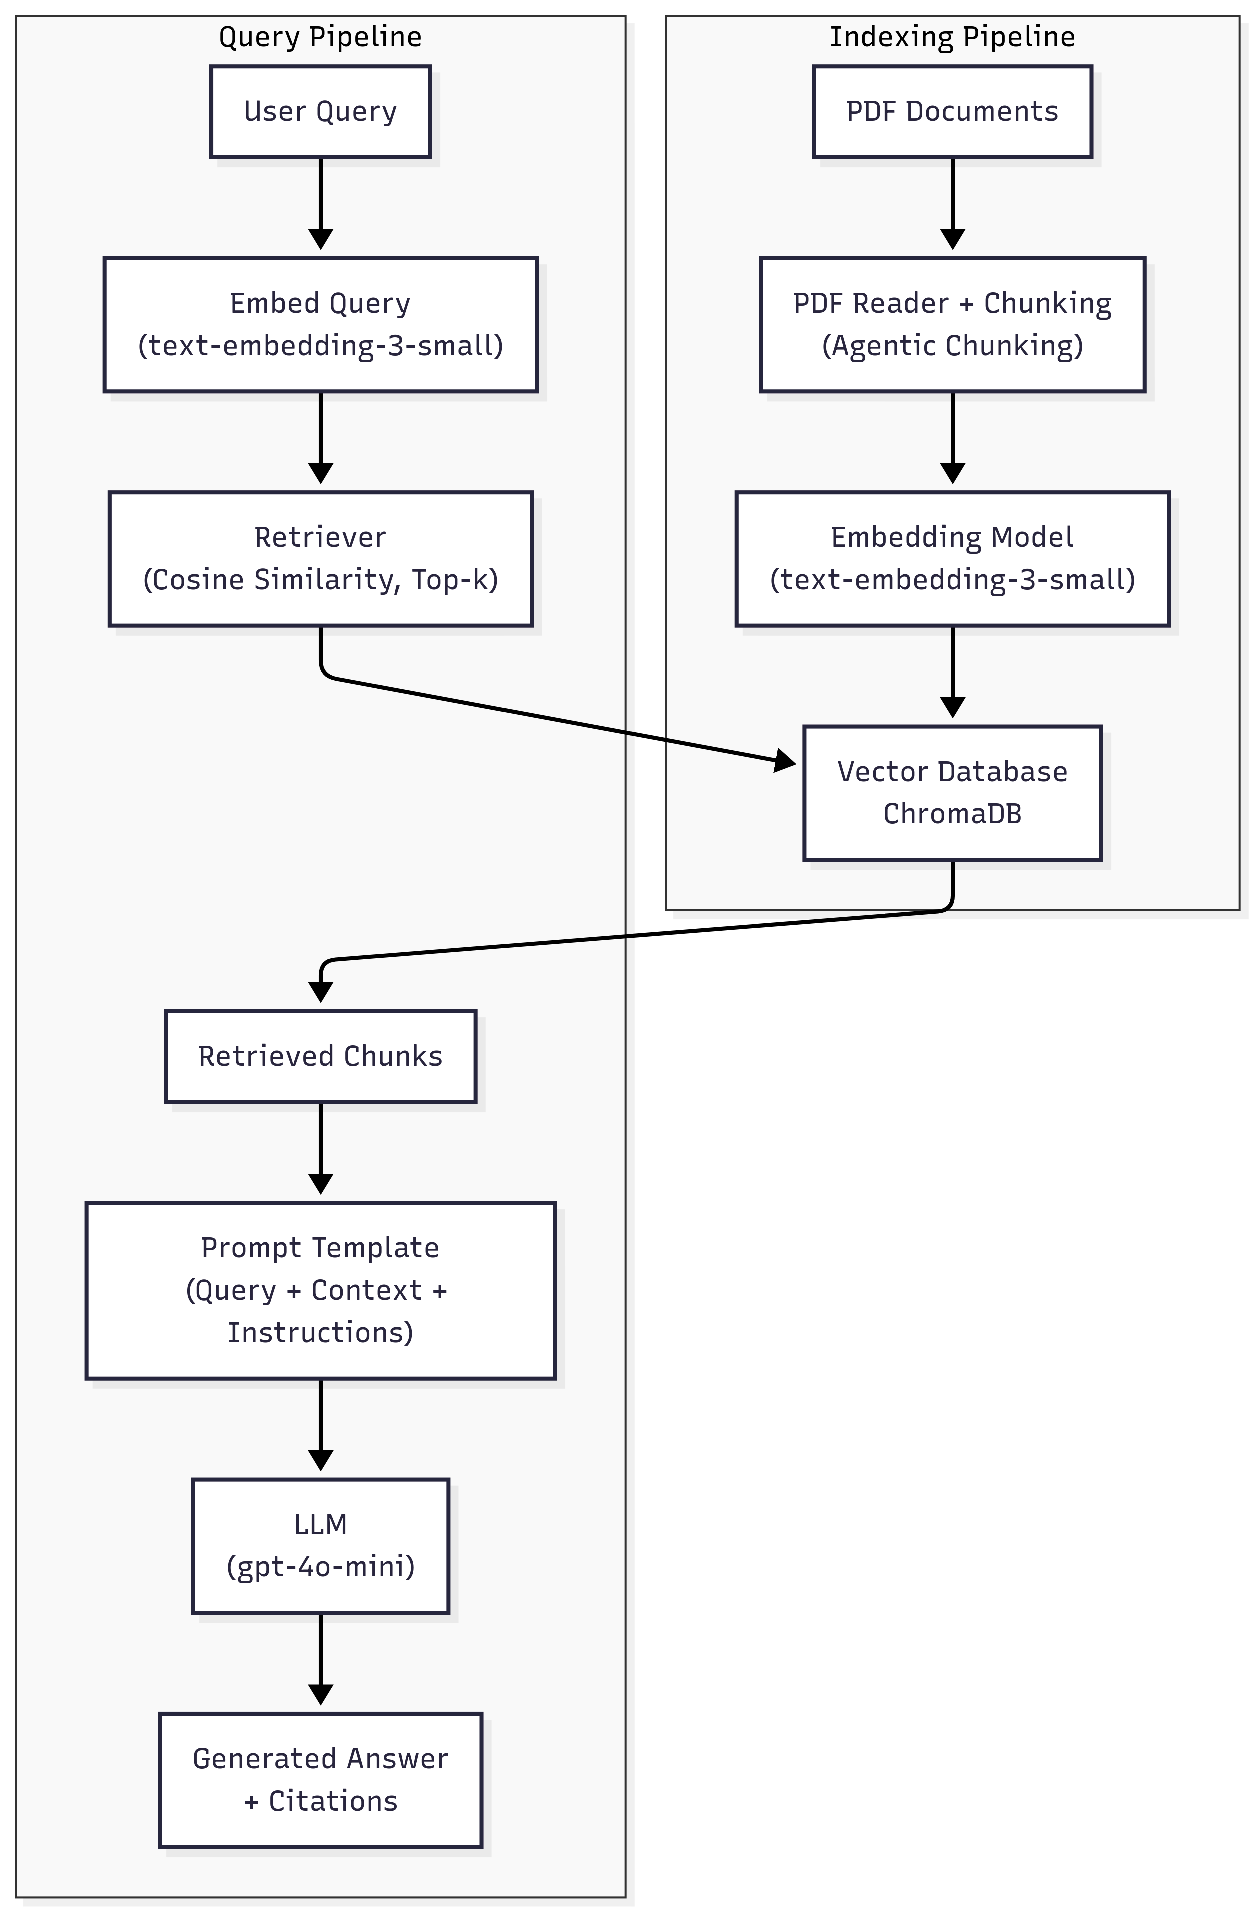 Query Pipeline
User Query
Embed Query
(text-embedding-3-small)
Retriever
(Cosine Similarity, Top-k)
Indexing Pipeline
PDF Documents
PDF Reader + Chunking
(Agentic Chunking)
Embedding Model
(text-embedding-3-small)
Vector Database
ChromaDB
Retrieved Chunks
Prompt Template
(Query + Context +
Instructions)
LLM
(gpt-4o-mini)
Generated Answer
+ Citations